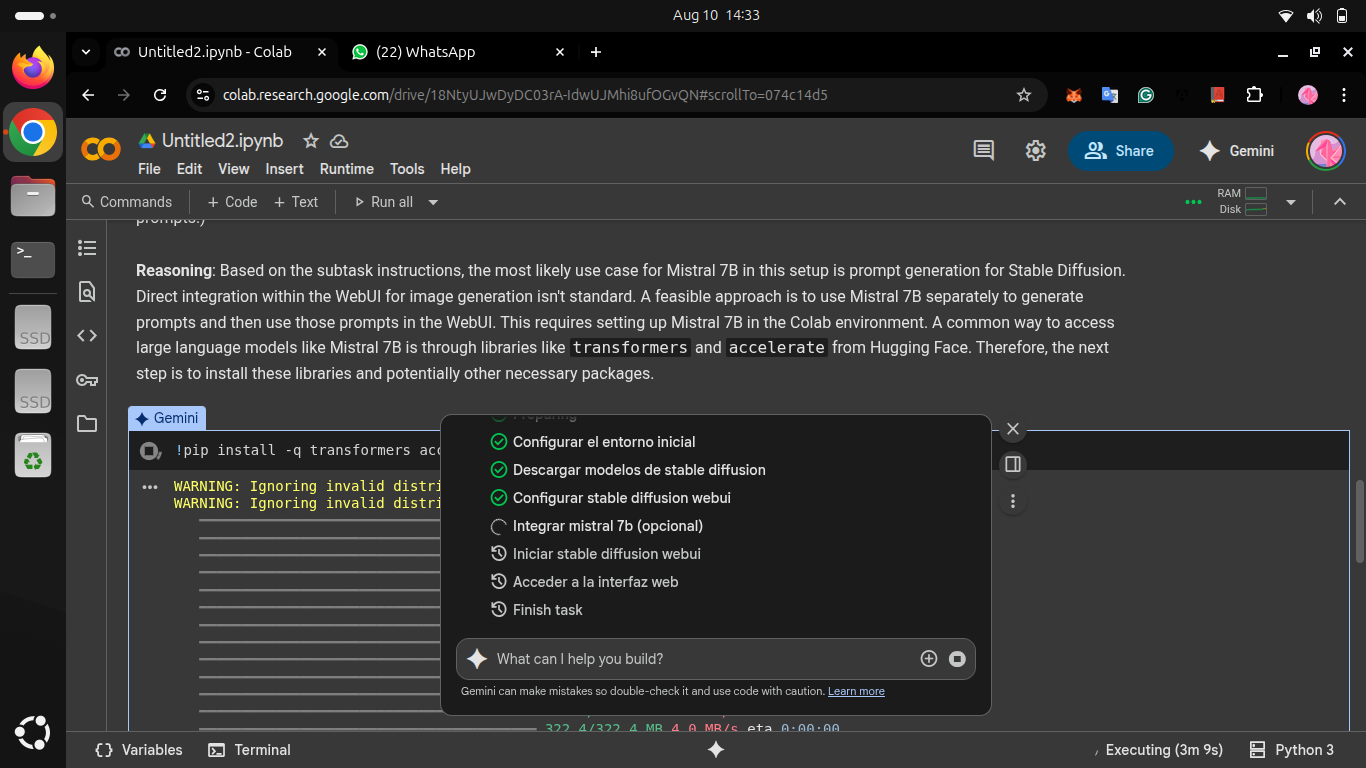 Aug 10 14:33
Untitled2.ipynb - Colab
(22) WhatsApp
colab.research.google.com/drive/18NtyUJwDyDC03rA-IdwUJMhi8ufOGvQN#scrollTo=074c14d5
Untitled2.ipynb
File Edit View Insert Runtime Tools Help
Share
Gemini
Commands + Code + Text Run all
RAM
Disk
prompts.)
Reasoning: Based on the subtask instructions, the most likely use case for Mistral 7B in this setup is prompt generation for Stable Diffusion.
Direct integration within the WebUI for image generation isn't standard. A feasible approach is to use Mistral 7B separately to generate
prompts and then use those prompts in the WebUI. This requires setting up Mistral 7B in the Colab environment. A common way to access
large language models like Mistral 7B is through libraries like transformers and accelerate from Hugging Face. Therefore, the next
step is to install these libraries and potentially other necessary packages.
Gemini
!pip install -q transformers acc
WARNING: Ignoring invalid distri
WARNING: Ignoring invalid distri
Preparing
Configurar el entorno inicial
Descargar modelos de stable diffusion
Configurar stable diffusion webui
Integrar mistral 7b (opcional)
Iniciar stable diffusion webui
Acceder a la interfaz web
Finish task
What can I help you build?
Gemini can make mistakes so double-check it and use code with caution. Learn more
322.4/322.4 MB 4.0 MB/s eta 0:00:00
Variables
Terminal
Executing (3m 9s)
Python 3
SSD
SSD